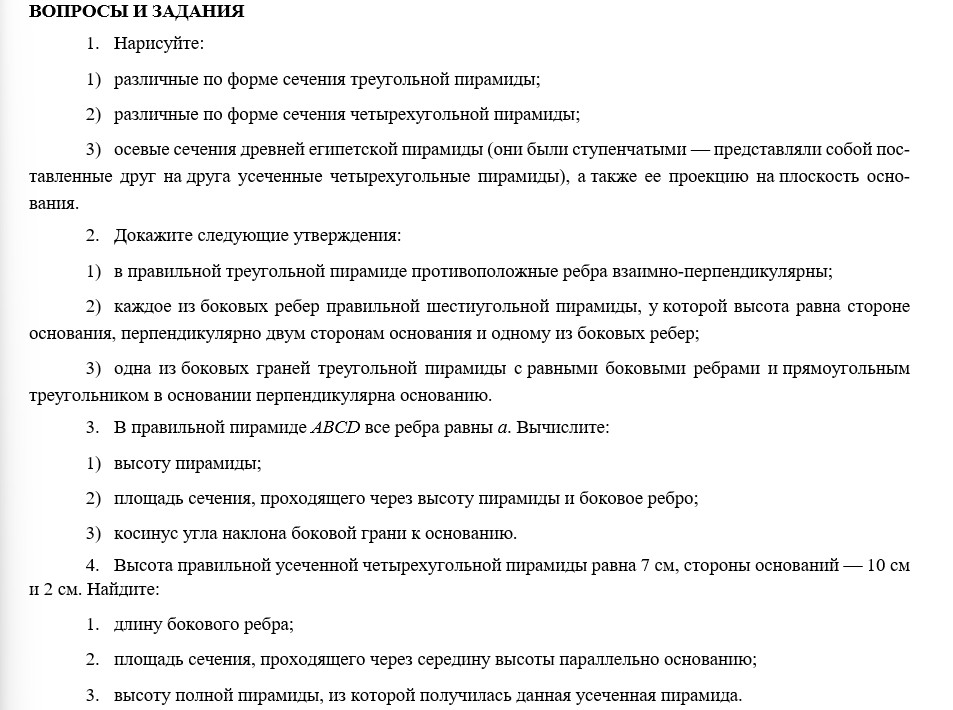 ВОПРОСЫ И ЗАДАНИЯ
1. Нарисуйте:
1) различные по форме сечения треугольной пирамиды;
2) различные по форме сечения четырехугольной пирамиды;
3) осевые сечения древней египетской пирамиды (они были ступенчатыми — представляли собой пос-
тавленные друг на друга усеченные четырехугольные пирамиды), а также ее проекцию на плоскость осно-
вания.
2. Докажите следующие утверждения:
1) в правильной треугольной пирамиде противоположные ребра взаимно-перпендикулярны;
2) каждое из боковых ребер правильной шестиугольной пирамиды, у которой высота равна стороне
основания, перпендикулярно двум сторонам основания и одному из боковых ребер;
3) одна из боковых граней треугольной пирамиды с равными боковыми ребрами и прямоугольным
треугольником в основании перпендикулярна основанию.
3. В правильной пирамиде ABCD все ребра равны a. Вычислите:
1) высоту пирамиды;
2) площадь сечения, проходящего через высоту пирамиды и боковое ребро;
3) косинус угла наклона боковой грани к основанию.
4. Высота правильной усеченной четырехугольной пирамиды равна 7 см, стороны оснований — 10 см
и 2 см. Найдите:
1. длину бокового ребра;
2. площадь сечения, проходящего через середину высоты параллельно основанию;
3. высоту полной пирамиды, из которой получилась данная усеченная пирамида.